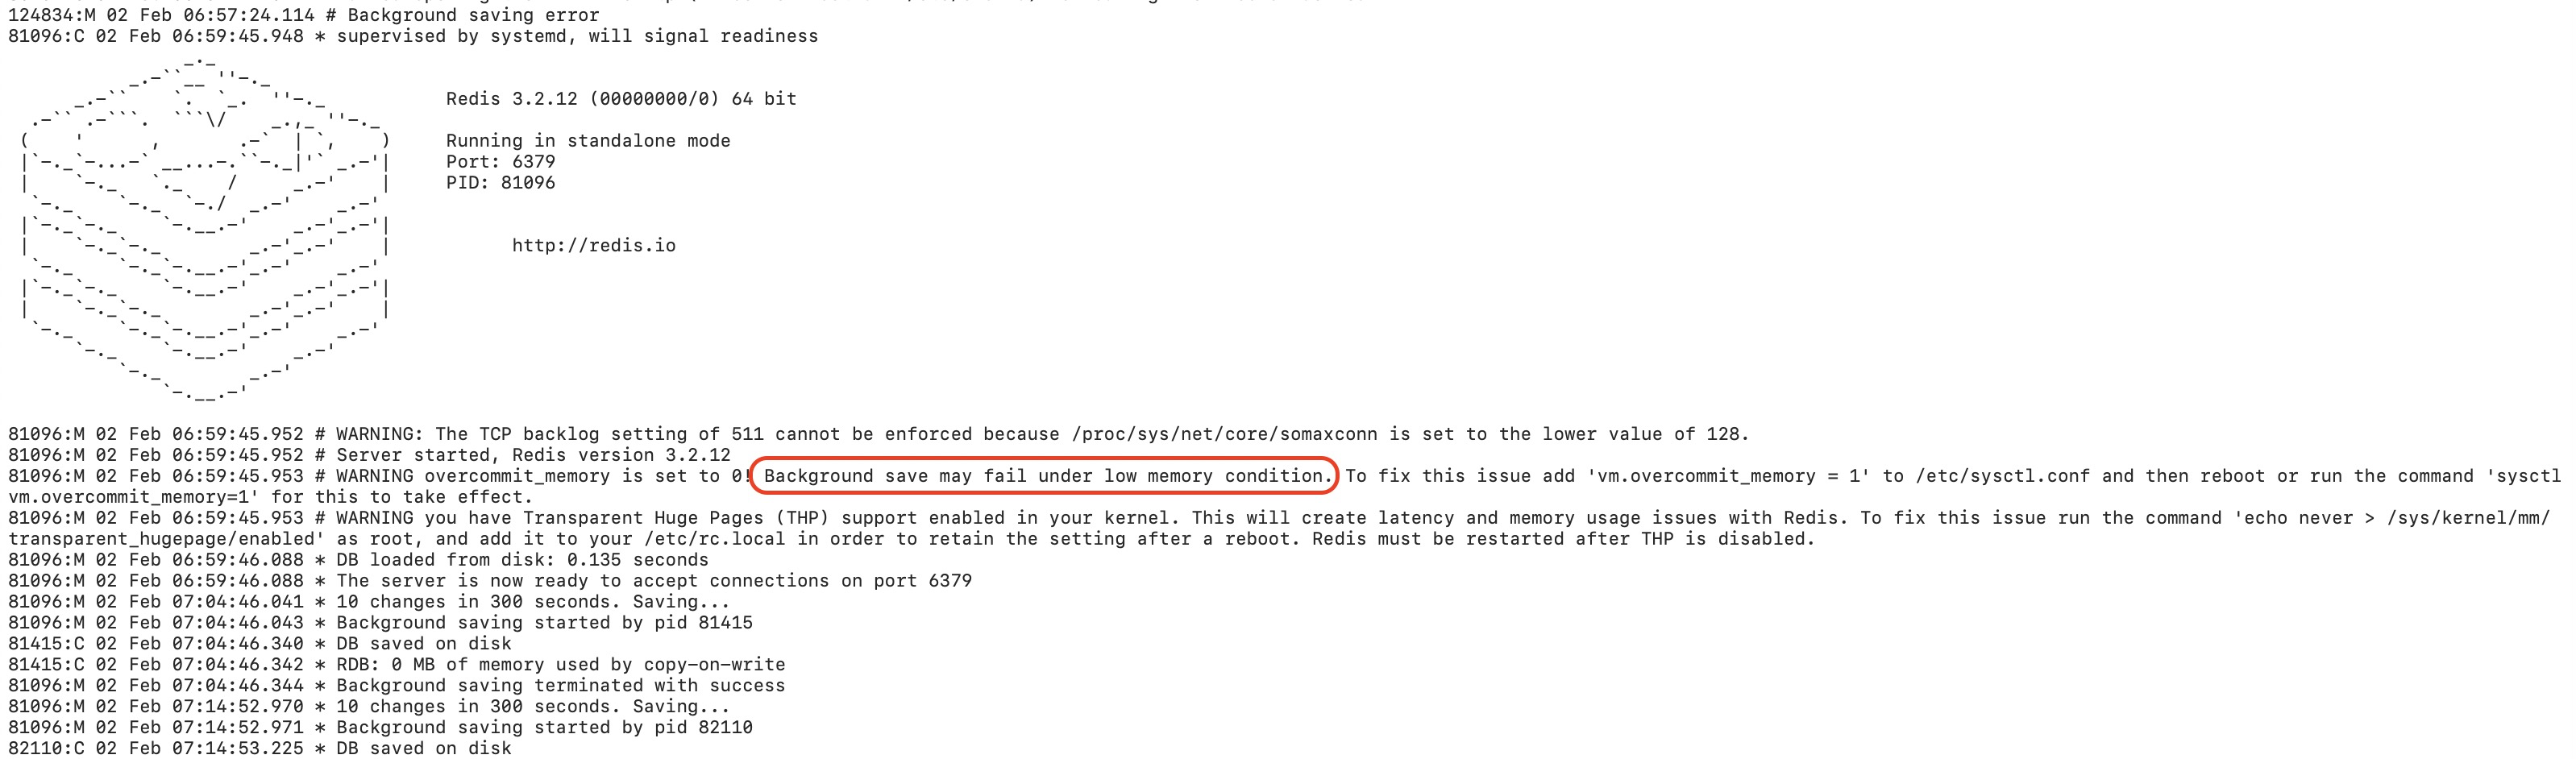 124834:M 02 Feb 06:57:24.114 # Background saving error
81096:C 02 Feb 06:59:45.948 * supervised by systemd, will signal readiness
Redis 3.2.12 (00000000/0) 64 bit
Running in standalone mode
Port: 6379
PID: 81096
http://redis.io
81096:M 02 Feb 06:59:45.952 # WARNING: The TCP backlog setting of 511 cannot be enforced because /proc/sys/net/core/somaxconn is set to the lower value of 128.
81096:M 02 Feb 06:59:45.952 # Server started, Redis version 3.2.12
81096:M 02 Feb 06:59:45.953 # WARNING overcommit_memory is set to 0! Background save may fail under low memory condition. To fix this issue add 'vm.overcommit_memory = 1' to /etc/sysctl.conf and then reboot or run the command 'sysctl
vm.overcommit_memory=1' for this to take effect.
81096:M 02 Feb 06:59:45.953 # WARNING you have Transparent Huge Pages (THP) support enabled in your kernel. This will create latency and memory usage issues with Redis. To fix this issue run the command 'echo never > /sys/kernel/mm/
transparent_hugepage/enabled' as root, and add it to your /etc/rc.local in order to retain the setting after a reboot. Redis must be restarted after THP is disabled.
81096:M 02 Feb 06:59:46.088 * DB loaded from disk: 0.135 seconds
81096:M 02 Feb 06:59:46.088 * The server is now ready to accept connections on port 6379
81096:M 02 Feb 07:04:46.041 * 10 changes in 300 seconds. Saving...
81096:M 02 Feb 07:04:46.043 * Background saving started by pid 81415
81415:C 02 Feb 07:04:46.340 * DB saved on disk
81415:C 02 Feb 07:04:46.342 * RDB: 0 MB of memory used by copy-on-write
81096:M 02 Feb 07:04:46.344 * Background saving terminated with success
81096:M 02 Feb 07:14:52.970 * 10 changes in 300 seconds. Saving...
81096:M 02 Feb 07:14:52.971 * Background saving started by pid 82110
82110:C 02 Feb 07:14:53.225 * DB saved on disk